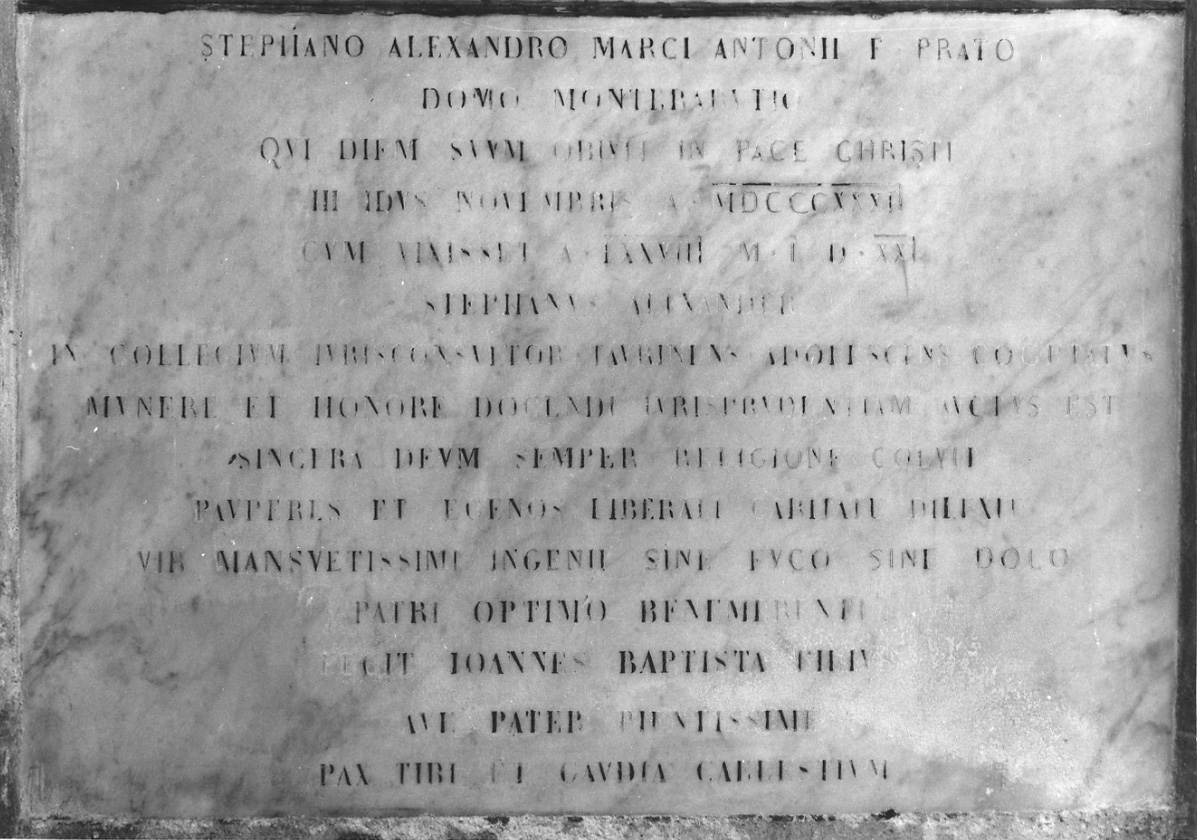 STEPHANO ALEXANDRO MARCI ANTONII F PRATO
DOMO
QVI DIEM SVVM OBIVIT IN PACE CHRISTI
III IDVS NOVEMBRIS A MDCCCXXXVII
CVM VIXISSET A · LXXVIII M · I · D · XXI
STEPHANVS ALEXANDER
IN COLLEGIVM IVRISCONSVLTOR TAVRINENS ADOLESCENS COOPTATVS
MVNERE ET HONORE DOCENDI IVRISPRVDENTIAM AVCTVS EST
SINCERA DEVM SEMPER RELIGIONE COLVIT
PAVPERES ET EGENOS LIBERALI CARITATE DILEXIT
VIR MANSVETISSIMI INGENII SINE FVCO SINE DOLO
PATRI OPTIMO BENEMERENTI
FECIT IOANNES BAPTISTA FILIVS
AVE PATER PIENTISSIME
PAX TIBI ET GAVDIA CAELESTIVM